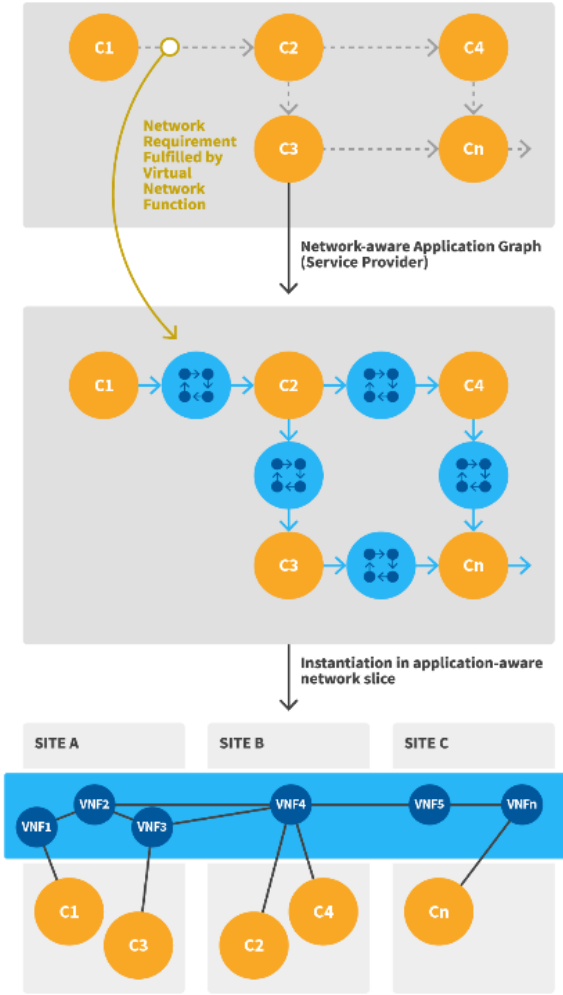 C1
C2
C4
Network
Requirement
Fulfilled by
Virtual
Network
Function
C3
Cn
Network-aware Application Graph
(Service Provider)
C1
C2
C4
C3
Cn
Instantiation in application-aware
network slice
SITE A
SITE B
SITE C
VNF1
VNF2
VNF3
VNF4
VNF5
VNFn
C1
C3
C2
C4
Cn